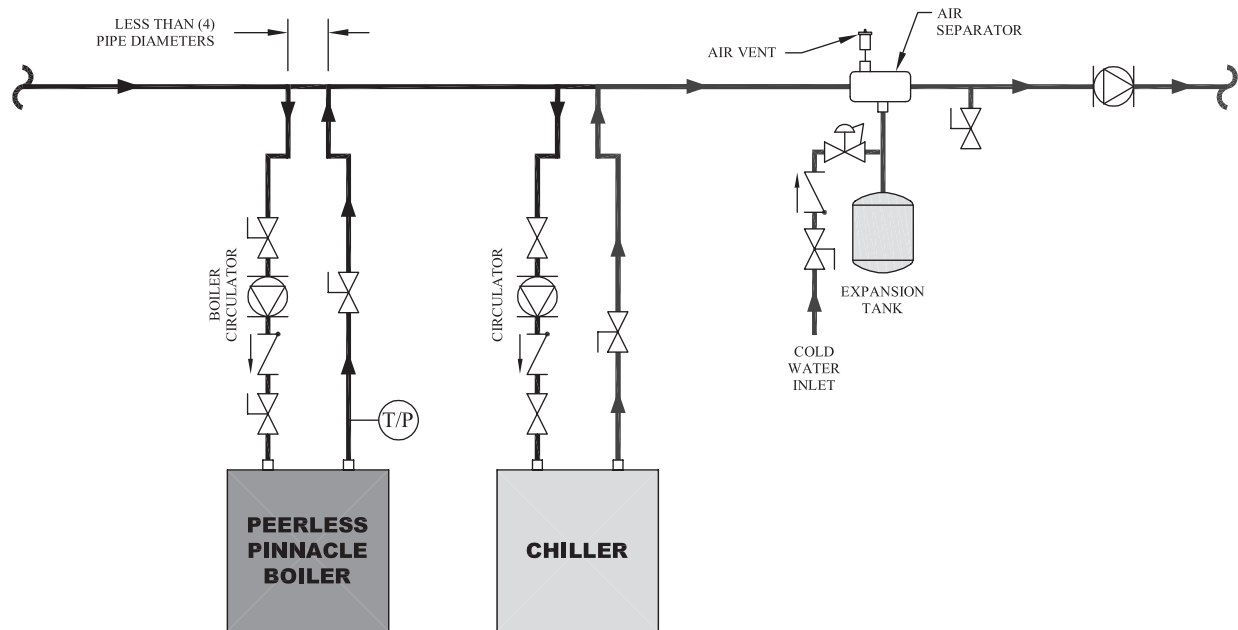 LESS THAN (4)
PIPE DIAMETERS
AIR VENT
AIR
SEPARATOR
BOILER
CIRCULATOR
CIRCULATOR
EXPANSION
TANK
COLD
WATER
INLET
T/P
PEERLESS
PINNACLE
BOILER
CHILLER